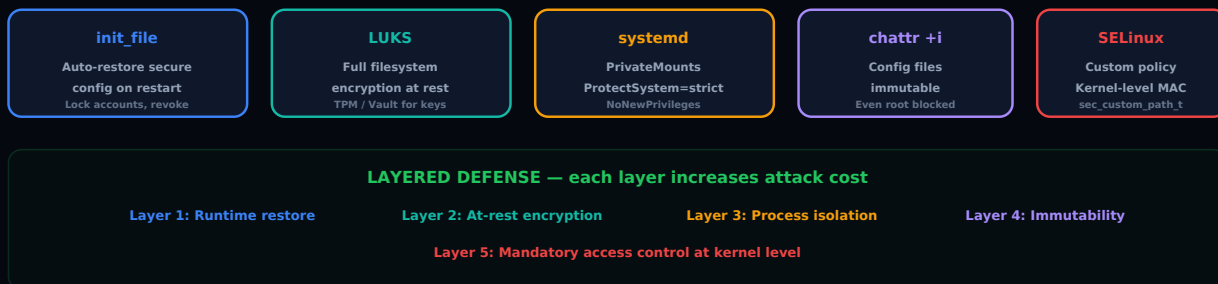 init_file
Auto-restore secure
config on restart
Lock accounts, revoke
LUKS
Full filesystem
encryption at rest
TPM / Vault for keys
systemd
PrivateMounts
ProtectSystem=strict
NoNewPrivileges
chattr +i
Config files
immutable
Even root blocked
SELinux
Custom policy
Kernel-level MAC
sec_custom_path_t
LAYERED DEFENSE — each layer increases attack cost
Layer 1: Runtime restore
Layer 2: At-rest encryption
Layer 3: Process isolation
Layer 4: Immutability
Layer 5: Mandatory access control at kernel level